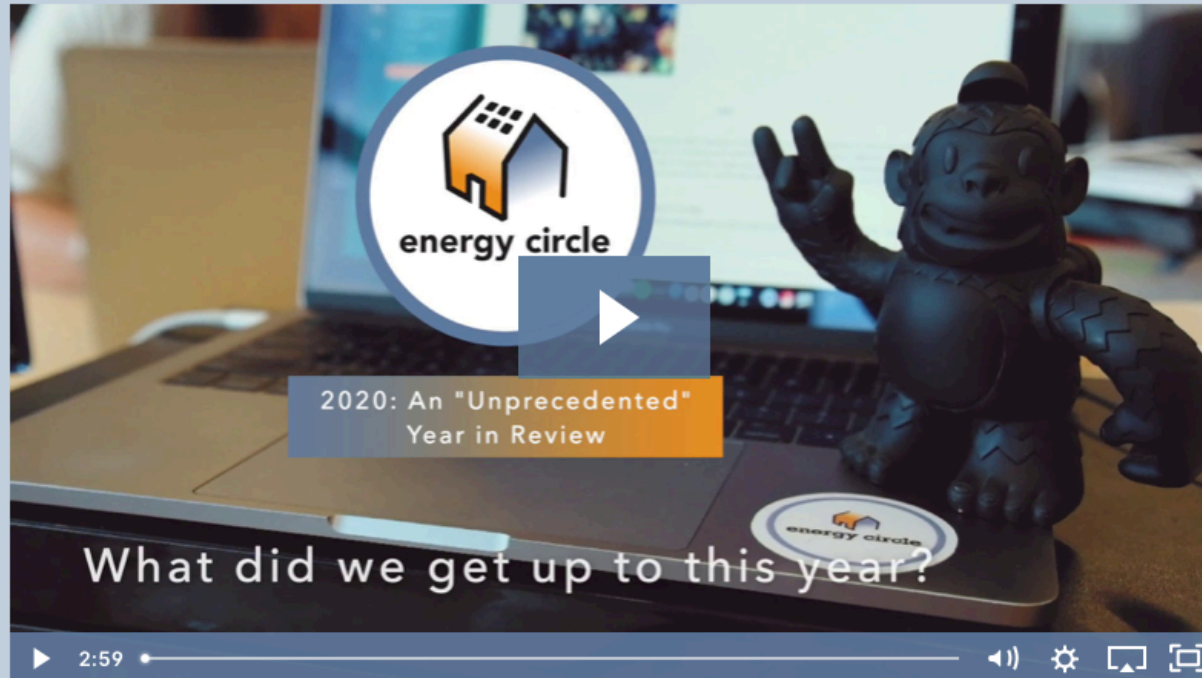 energy circle
2020: An "Unprecedented"
Year in Review
energy circle
What did we get up to this year?
2:59